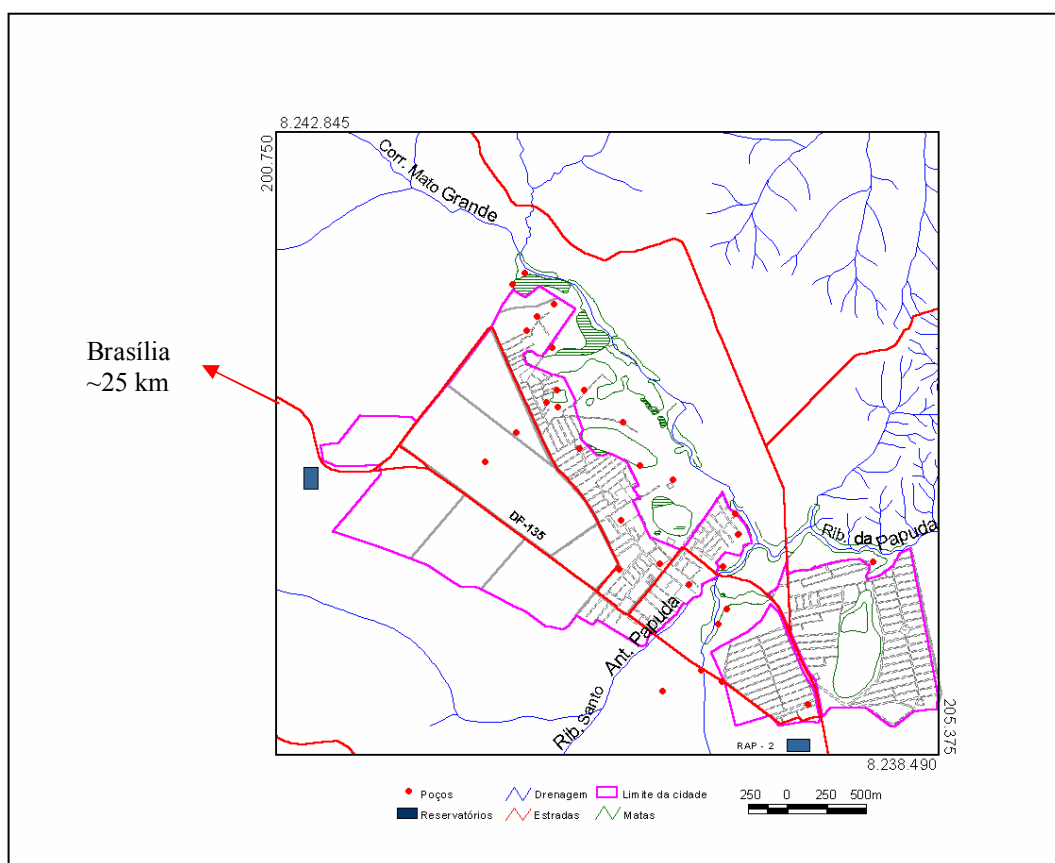 8.242.845
200.750
Corr. Mato Grande
Brasília
~25 km
DF-135
Rib. da Papuda
Rib. Santo Ant. Papuda
205.375
RAP - 2
8.238.490
Poços
Drenagem
Limite da cidade
250 0 250 500m
Reservatórios
Estradas
Matas